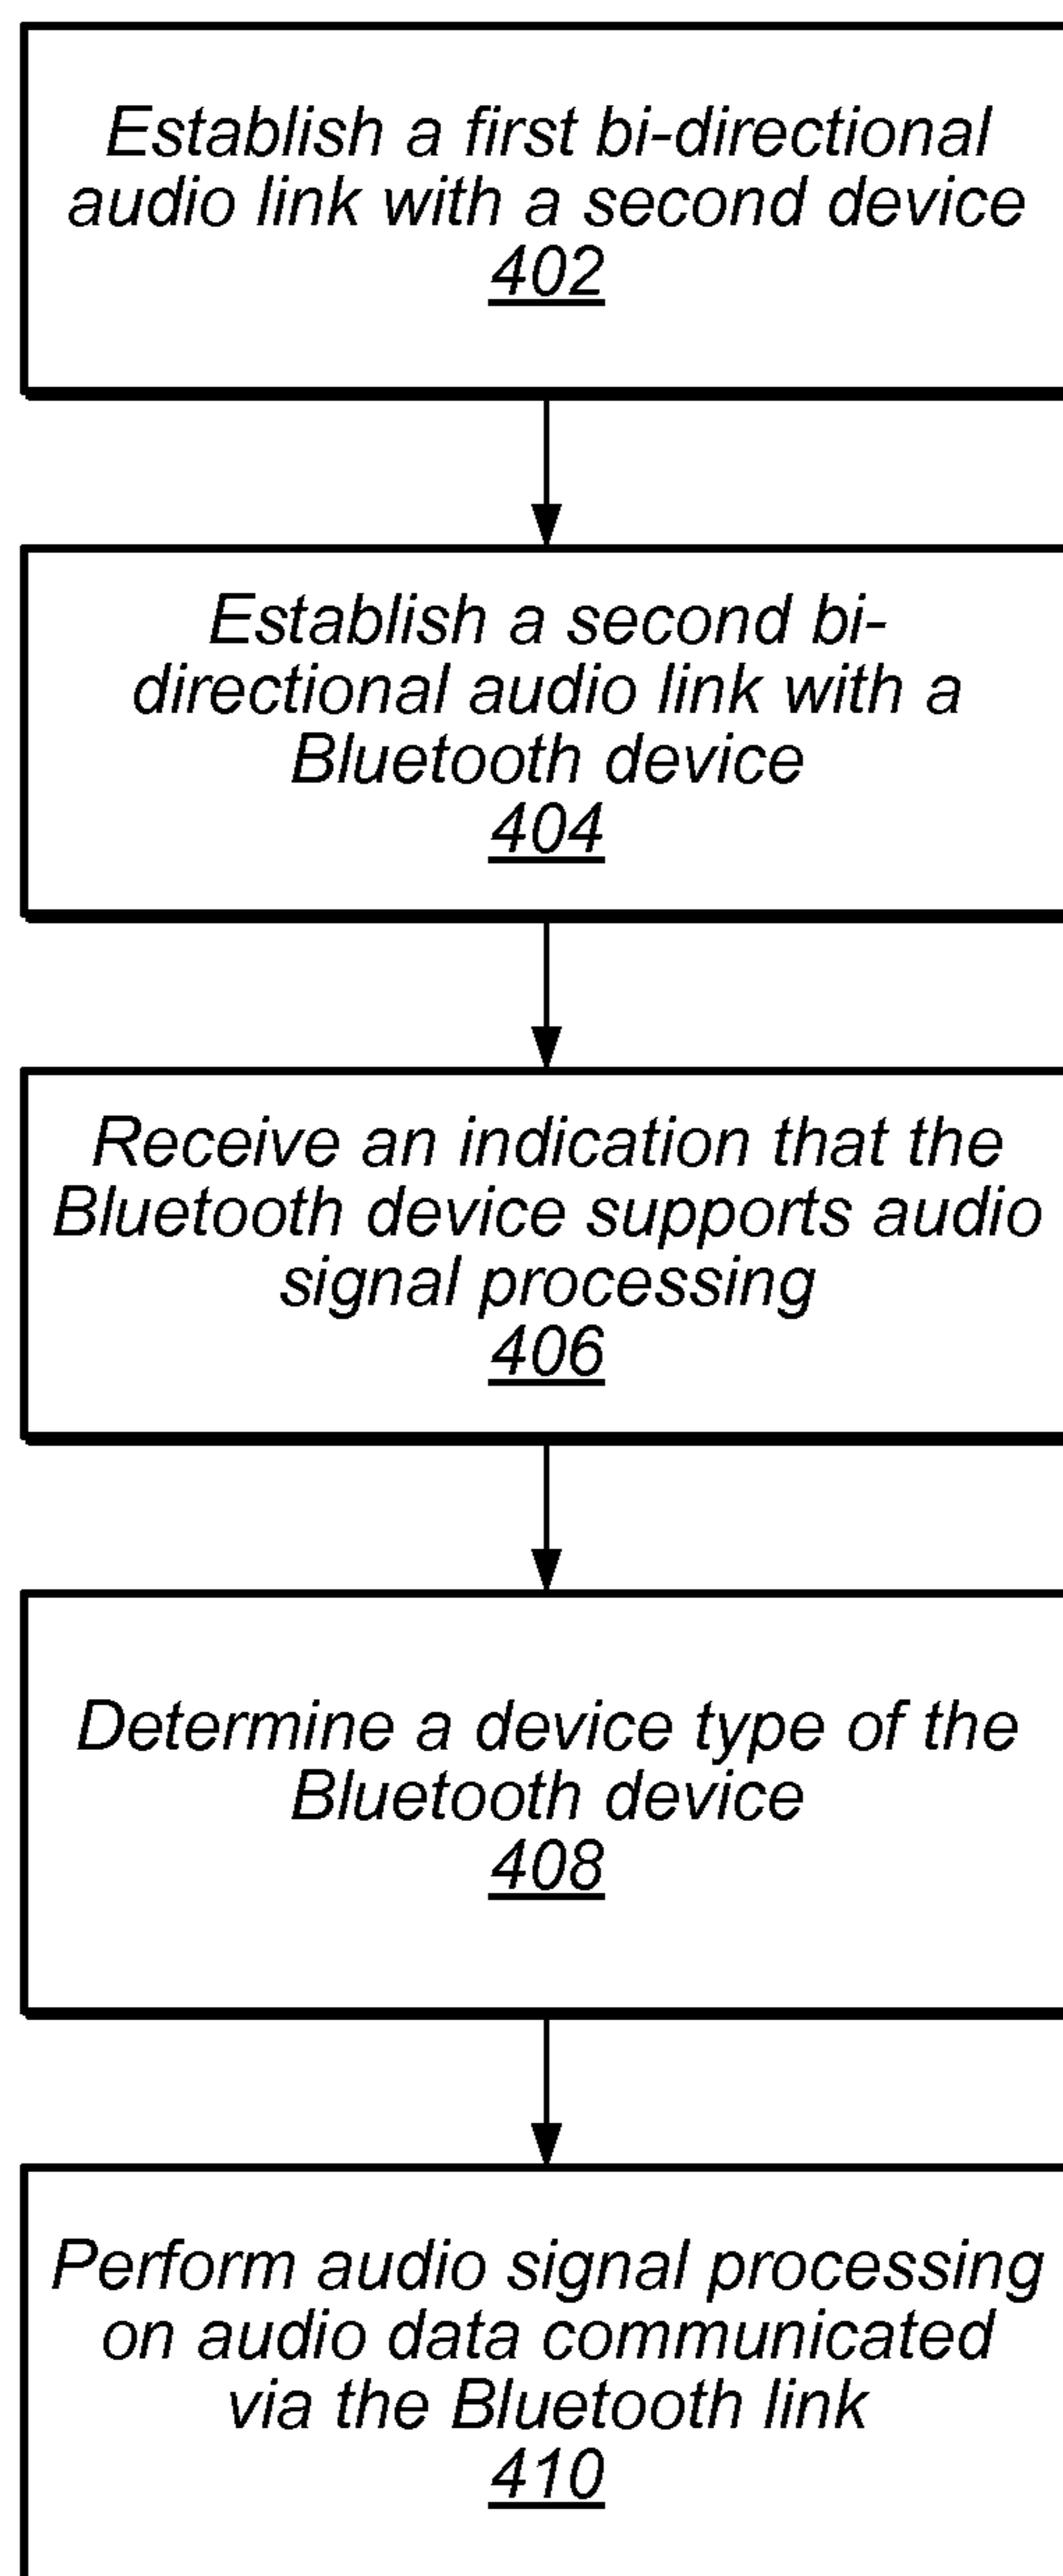 Establish a first bi-directional
audio link with a second device
402
Establish a second bi-
directional audio link with a
Bluetooth device
404
Receive an indication that the
Bluetooth device supports audio
signal processing
406
Determine a device type of the
Bluetooth device
408
Perform audio signal processing
on audio data communicated
via the Bluetooth link
410